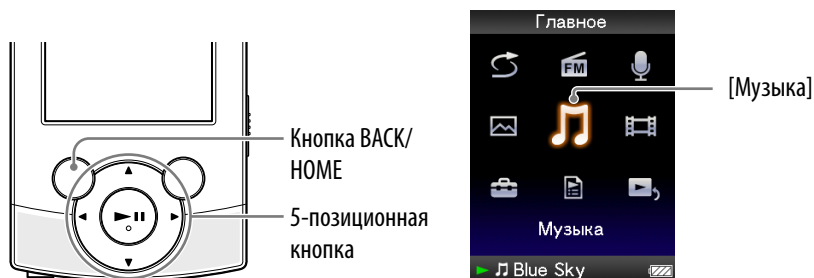 Кнопка BACK/
HOME
5-позиционная
кнопка
Главное
FM
[Музыка]
Музыка
Blue Sky